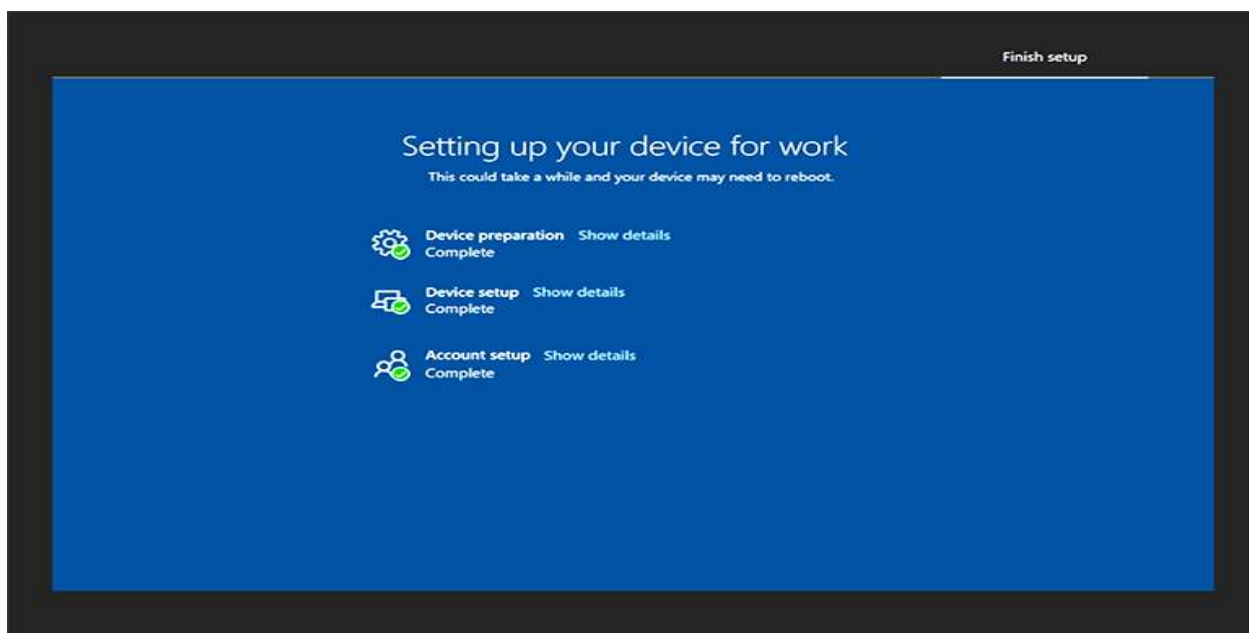 Finish setup
Setting up your device for work
This could take a while and your device may need to reboot.
Device preparation Show details
Complete
Device setup Show details
Complete
Account setup Show details
Complete